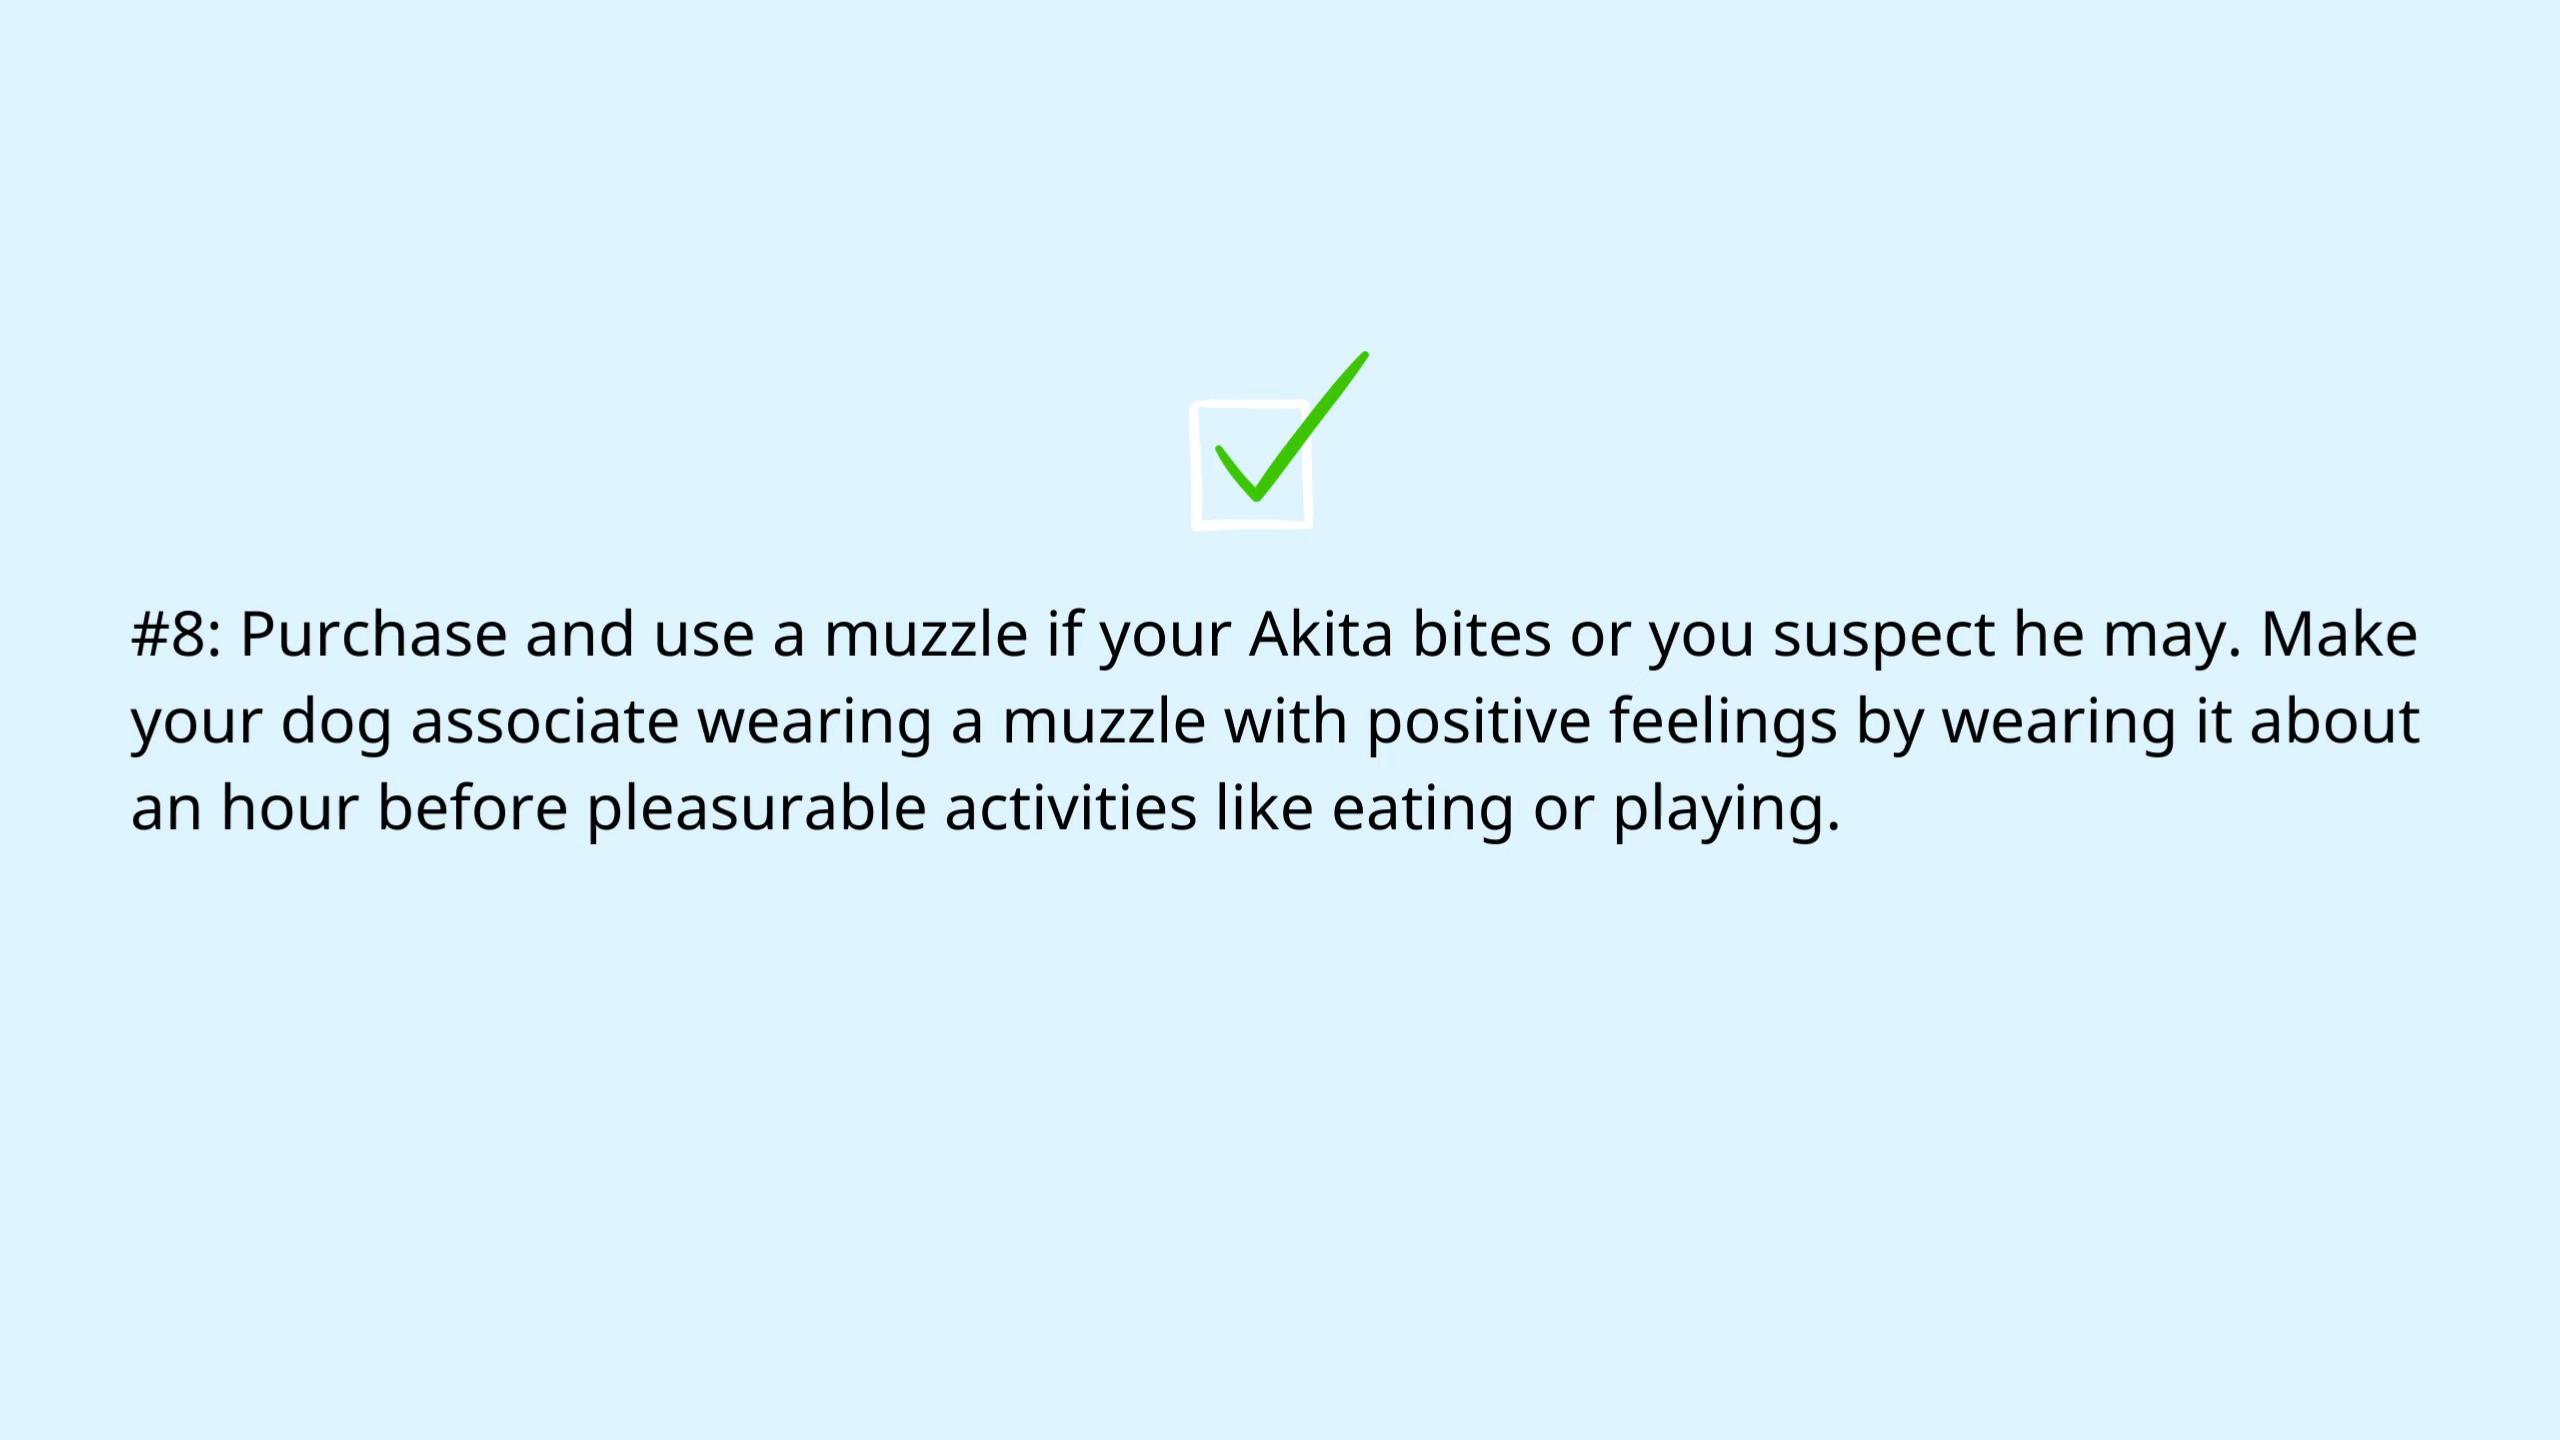 #8: Purchase and use a muzzle if your Akita bites or you suspect he may. Make
your dog associate wearing a muzzle with positive feelings by wearing it about
an hour before pleasurable activities like eating or playing.